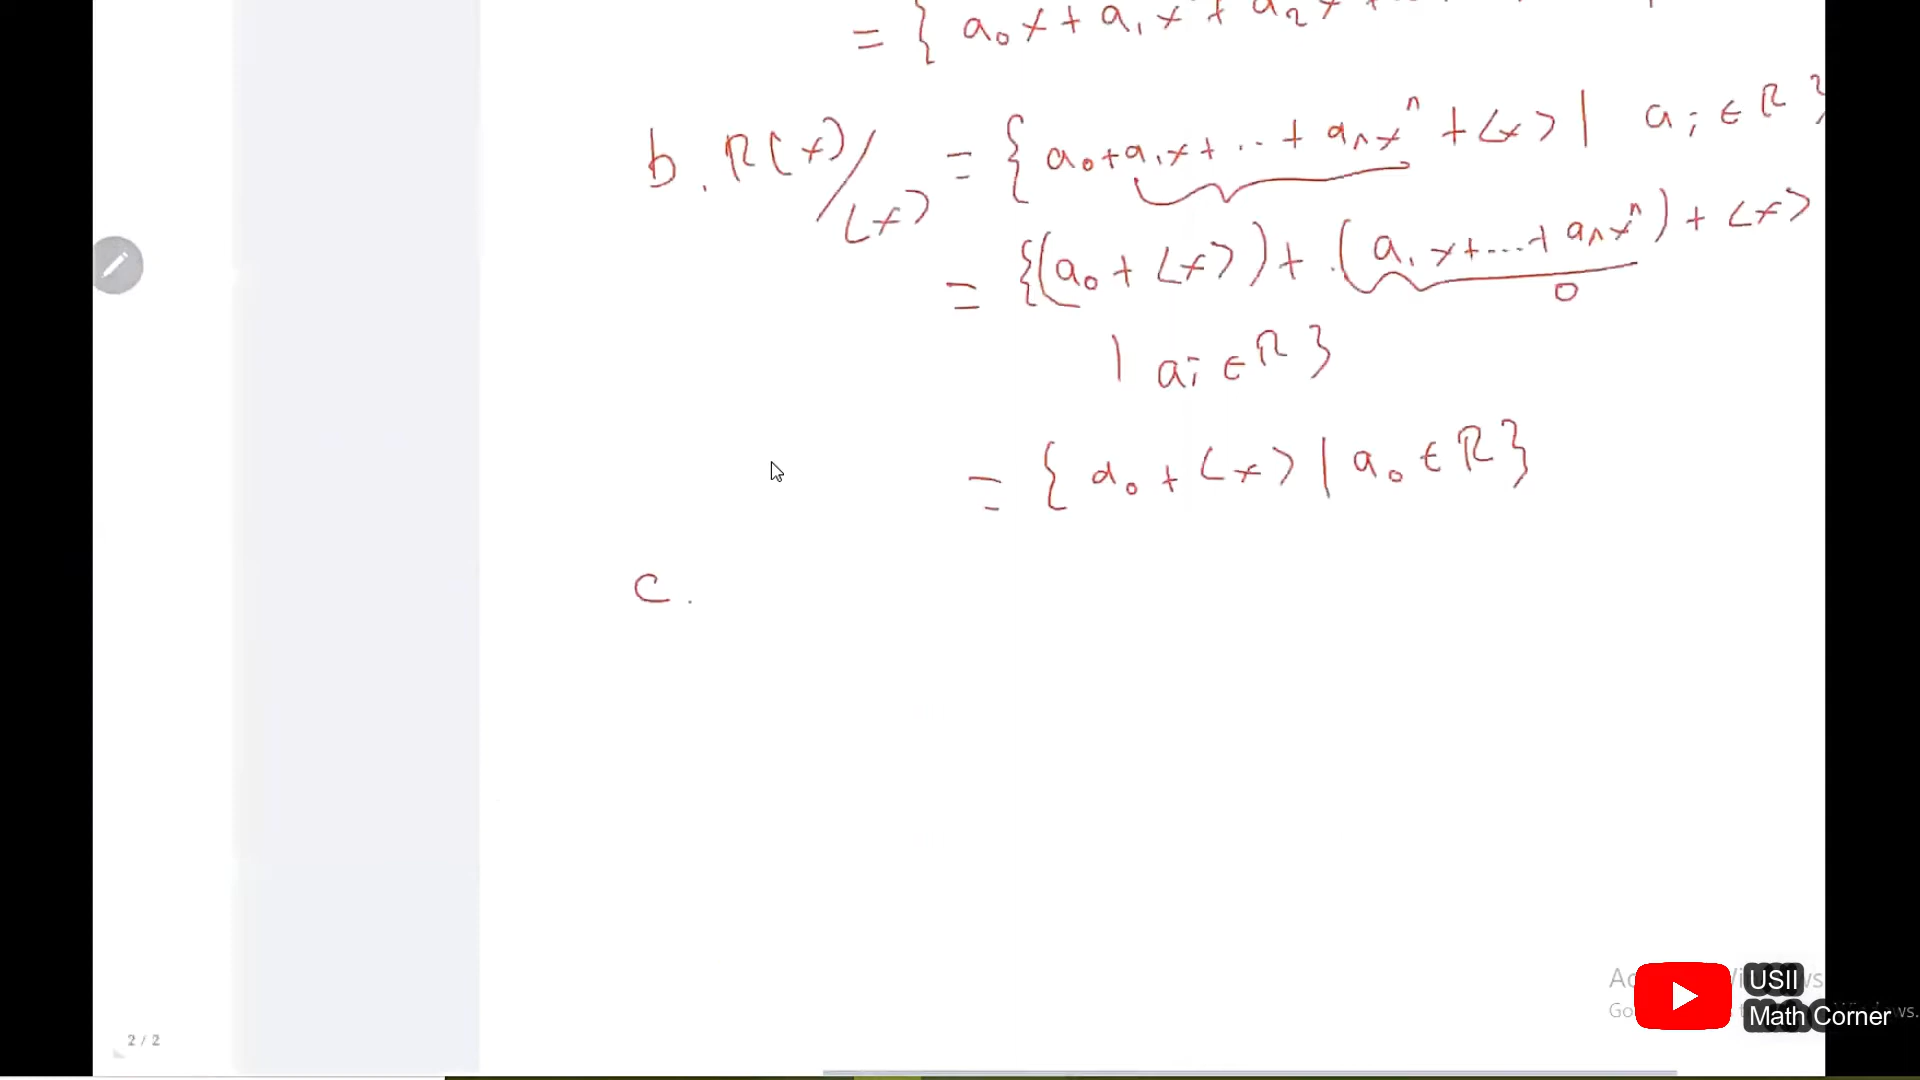 = { a₀x + a₁x + a₂x
b. ℝ[x]/⟨x⟩ = { a₀+a₁x+..+ aₙxⁿ + ⟨x⟩ | aᵢ ∈ ℝ }
= {(a₀ + ⟨x⟩) + (a₁x+....+ aₙxⁿ) + ⟨x⟩
0
| aᵢ ∈ ℝ }
= { a₀ + ⟨x⟩ | a₀ ∈ ℝ }
c.
USII
Math Corner
2 / 2